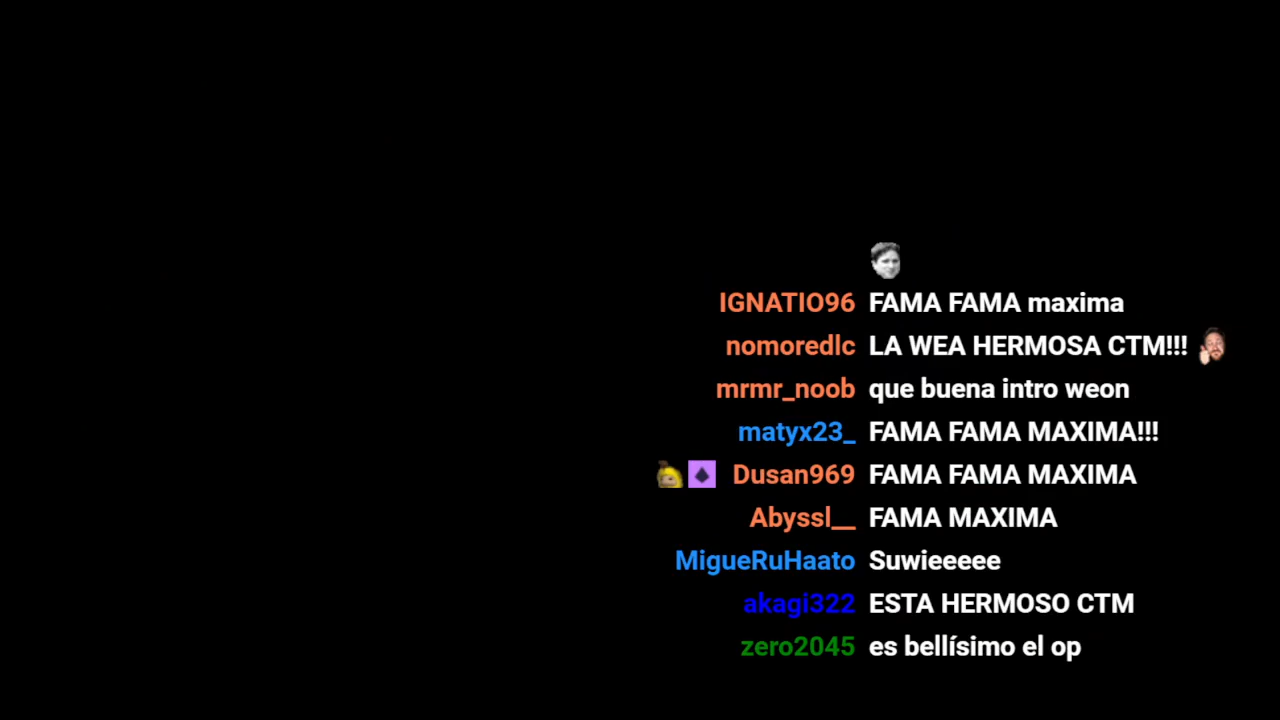 IGNATIO96 FAMA FAMA maxima
nomoredlc LA WEA HERMOSA CTM!!!
mrmr_noob que buena intro weon
matyx23_ FAMA FAMA MAXIMA!!!
Dusan969 FAMA FAMA MAXIMA
Abyssl__ FAMA MAXIMA
MigueRuHaato Suwieeeee
akagi322 ESTA HERMOSO CTM
zero2045 es bellísimo el op